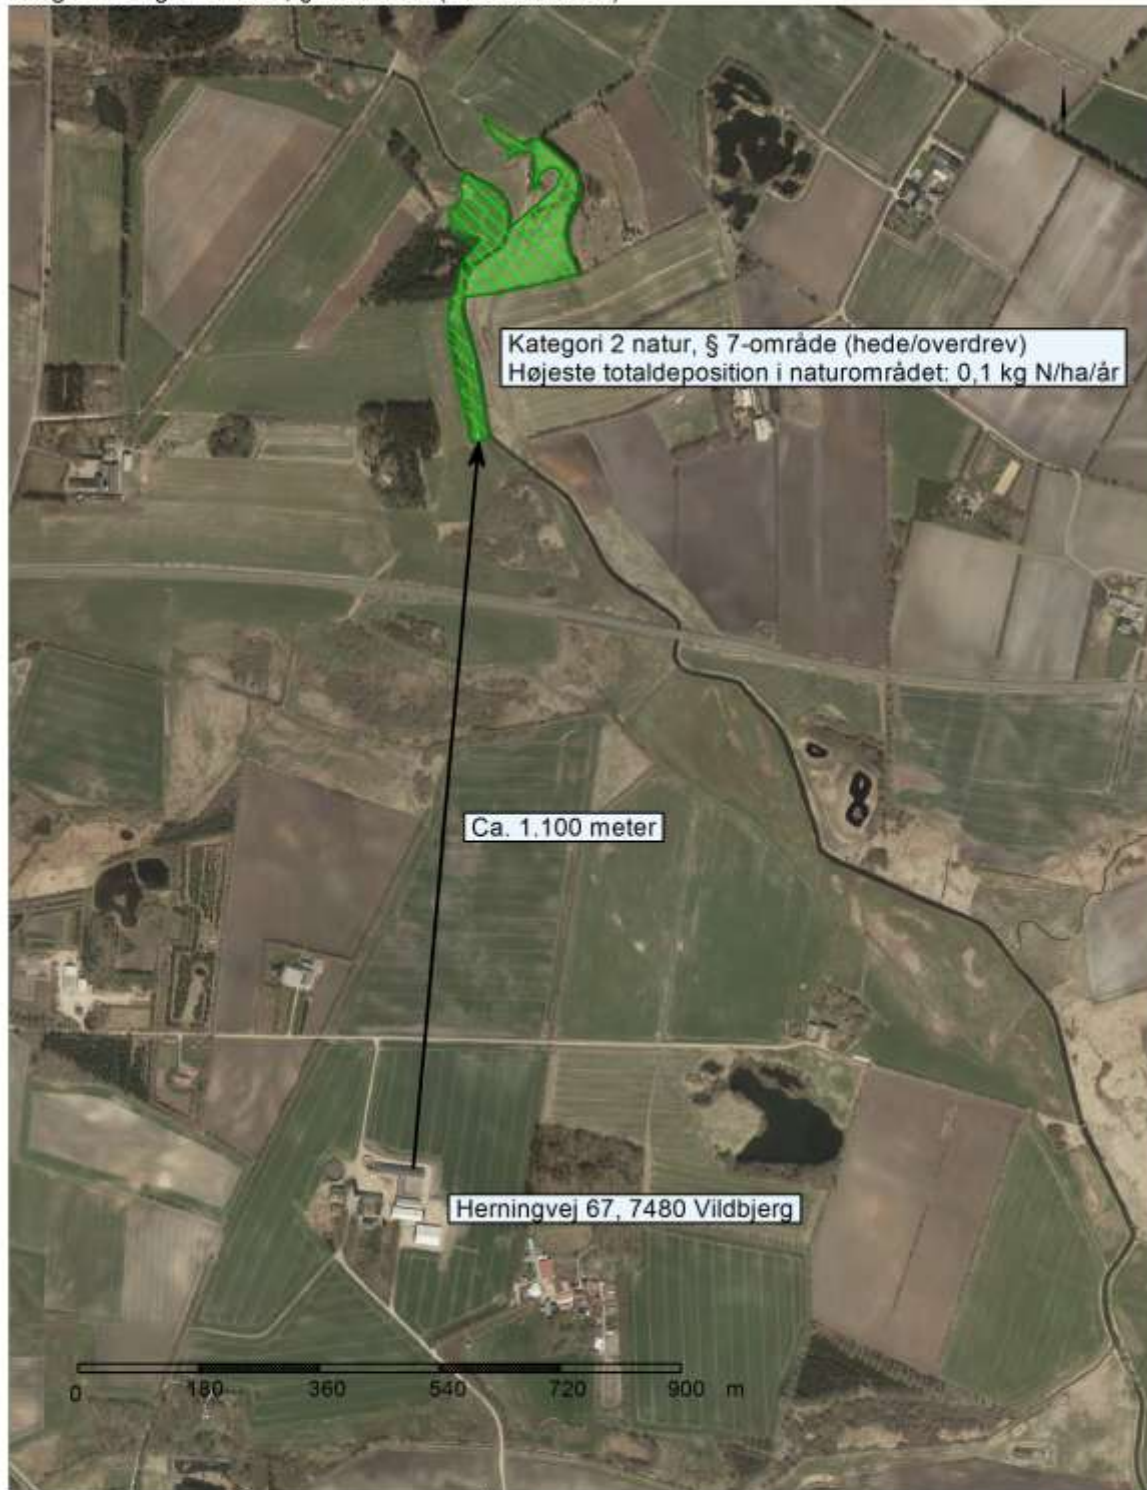 Kategori 2 natur, § 7-område (hede/overdrev)
Højeste totaldeposition i naturområdet: 0,1 kg N/ha/år
Ca. 1.100 meter
Herningvej 67, 7480 Vildbjerg
0 180 360 540 720 900 m